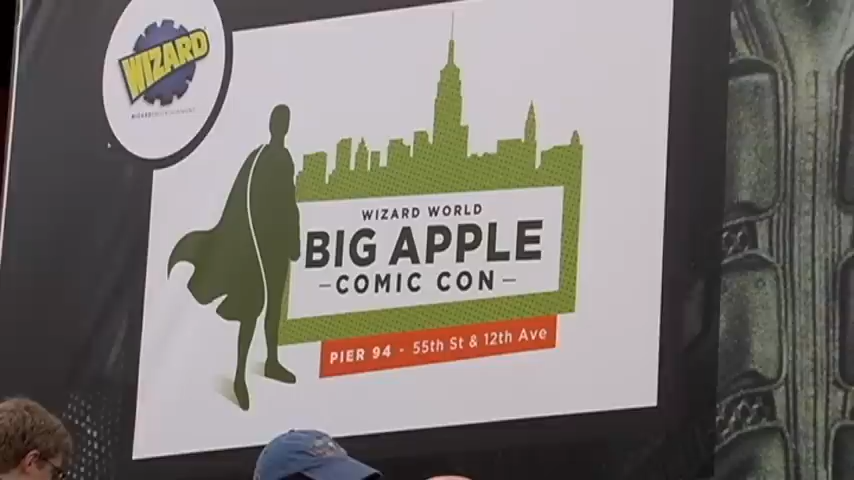 WIZARD
WIZARD WORLD
BIG APPLE
-COMIC CON-
PIER 94 - 55th St & 12th Ave